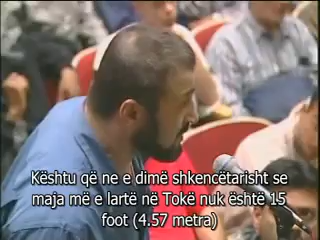 Kështu që ne e dimë shkencëtarisht se
maja më e lartë në Tokë nuk është 15
foot (4.57 metra)